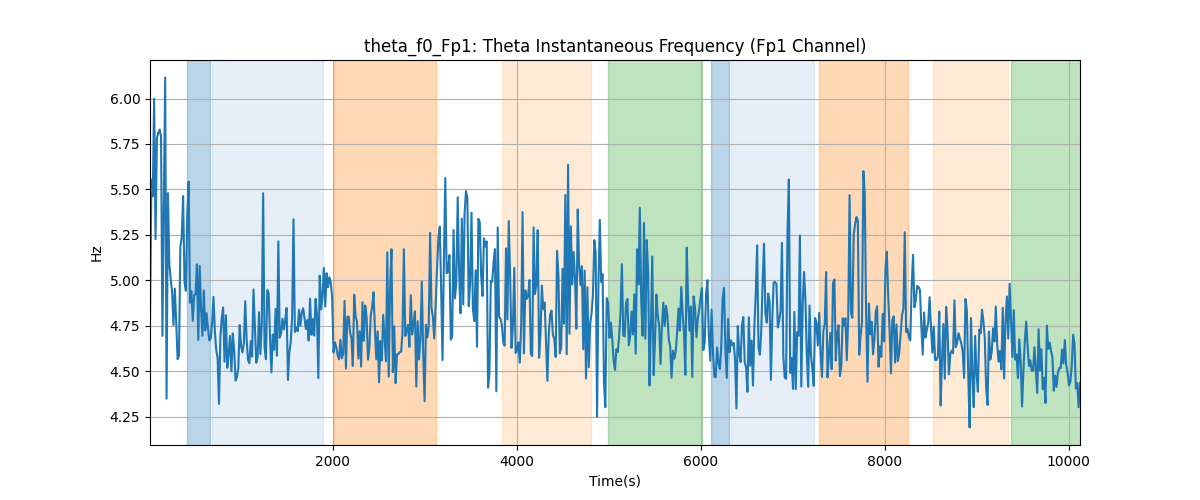 theta_f0_Fp1: Theta Instantaneous Frequency (Fp1 Channel)
6.00
5.75
5.50
5.25
5.00
4.75
4.50
4.25
Hz
2000 4000 6000 8000 10000
Time(s)